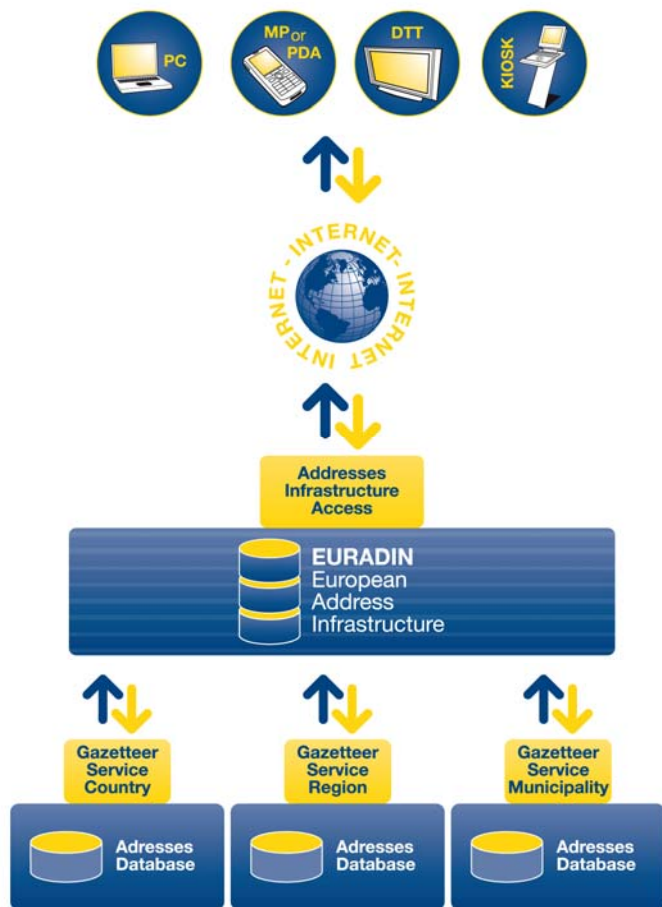 PC
MP or
PDA
DTT
KIOSK
INTERNET - INTERNET - INTERNET
Addresses
Infrastructure
Access
EURADIN
European
Address
Infrastructure
Gazetteer
Service
Country
Gazetteer
Service
Region
Gazetteer
Service
Municipality
Adresses
Database
Adresses
Database
Adresses
Database